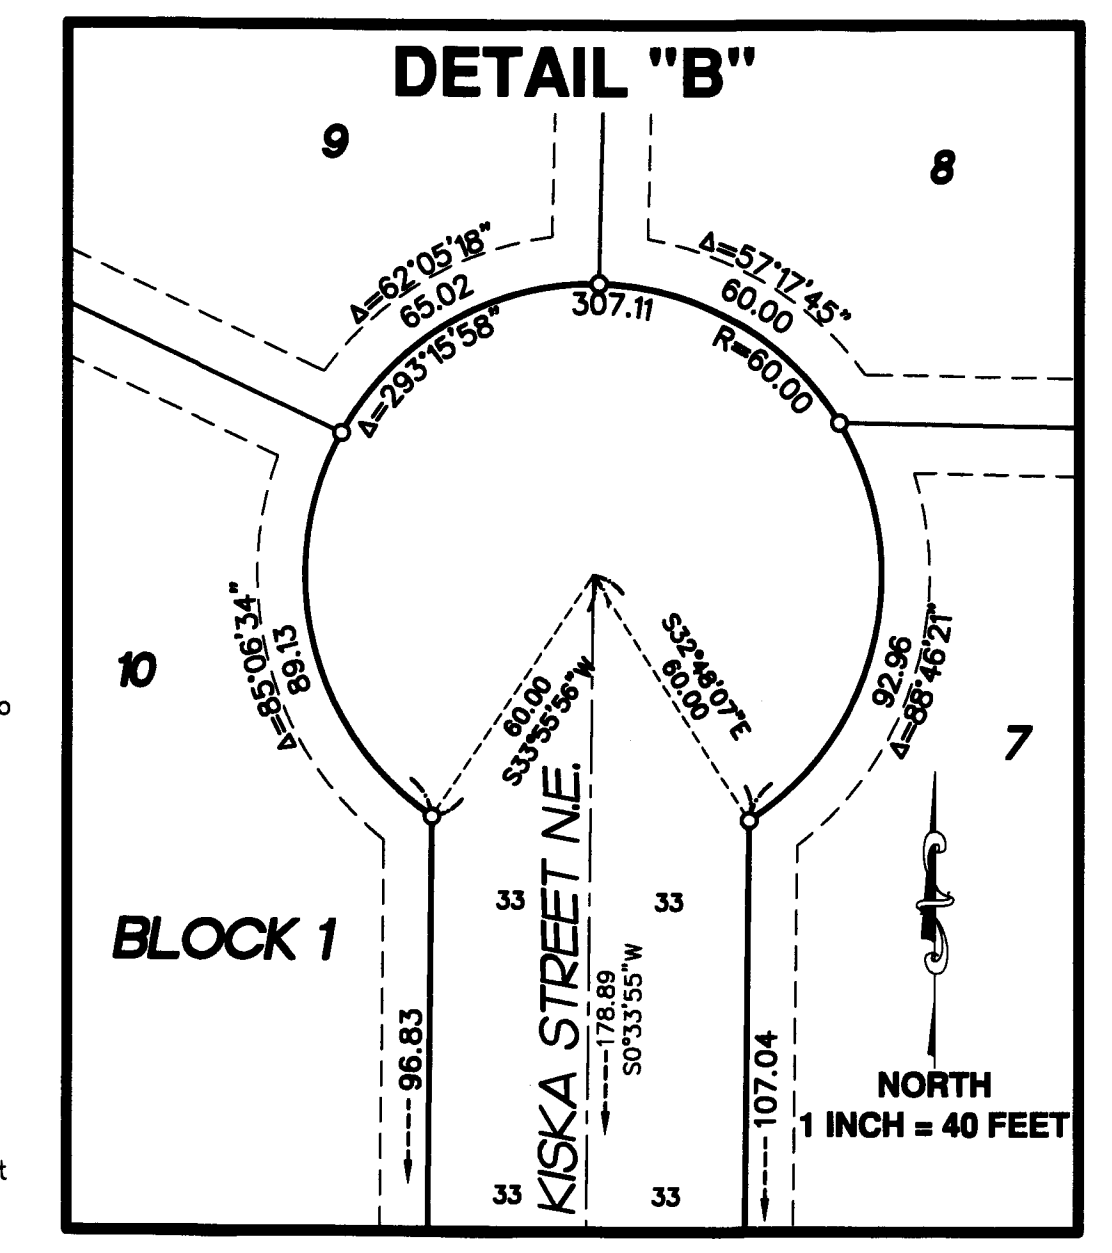 DETAIL "B"
9
8
Δ=62°05'18"
65.02
Δ=293°15'58"
307.11
Δ=57°17'45"
60.00
R=60.00
10
Δ=85°06'34"
89.13
60.00
S33°55'56"W
S32°48'07"E
60.00
92.96
Δ=88°46'21"
7
o
BLOCK 1
KISKA STREET N.E.
33
33
96.83
178.89
S0°33'55"W
107.04
NORTH
1 INCH = 40 FEET
t
33
33